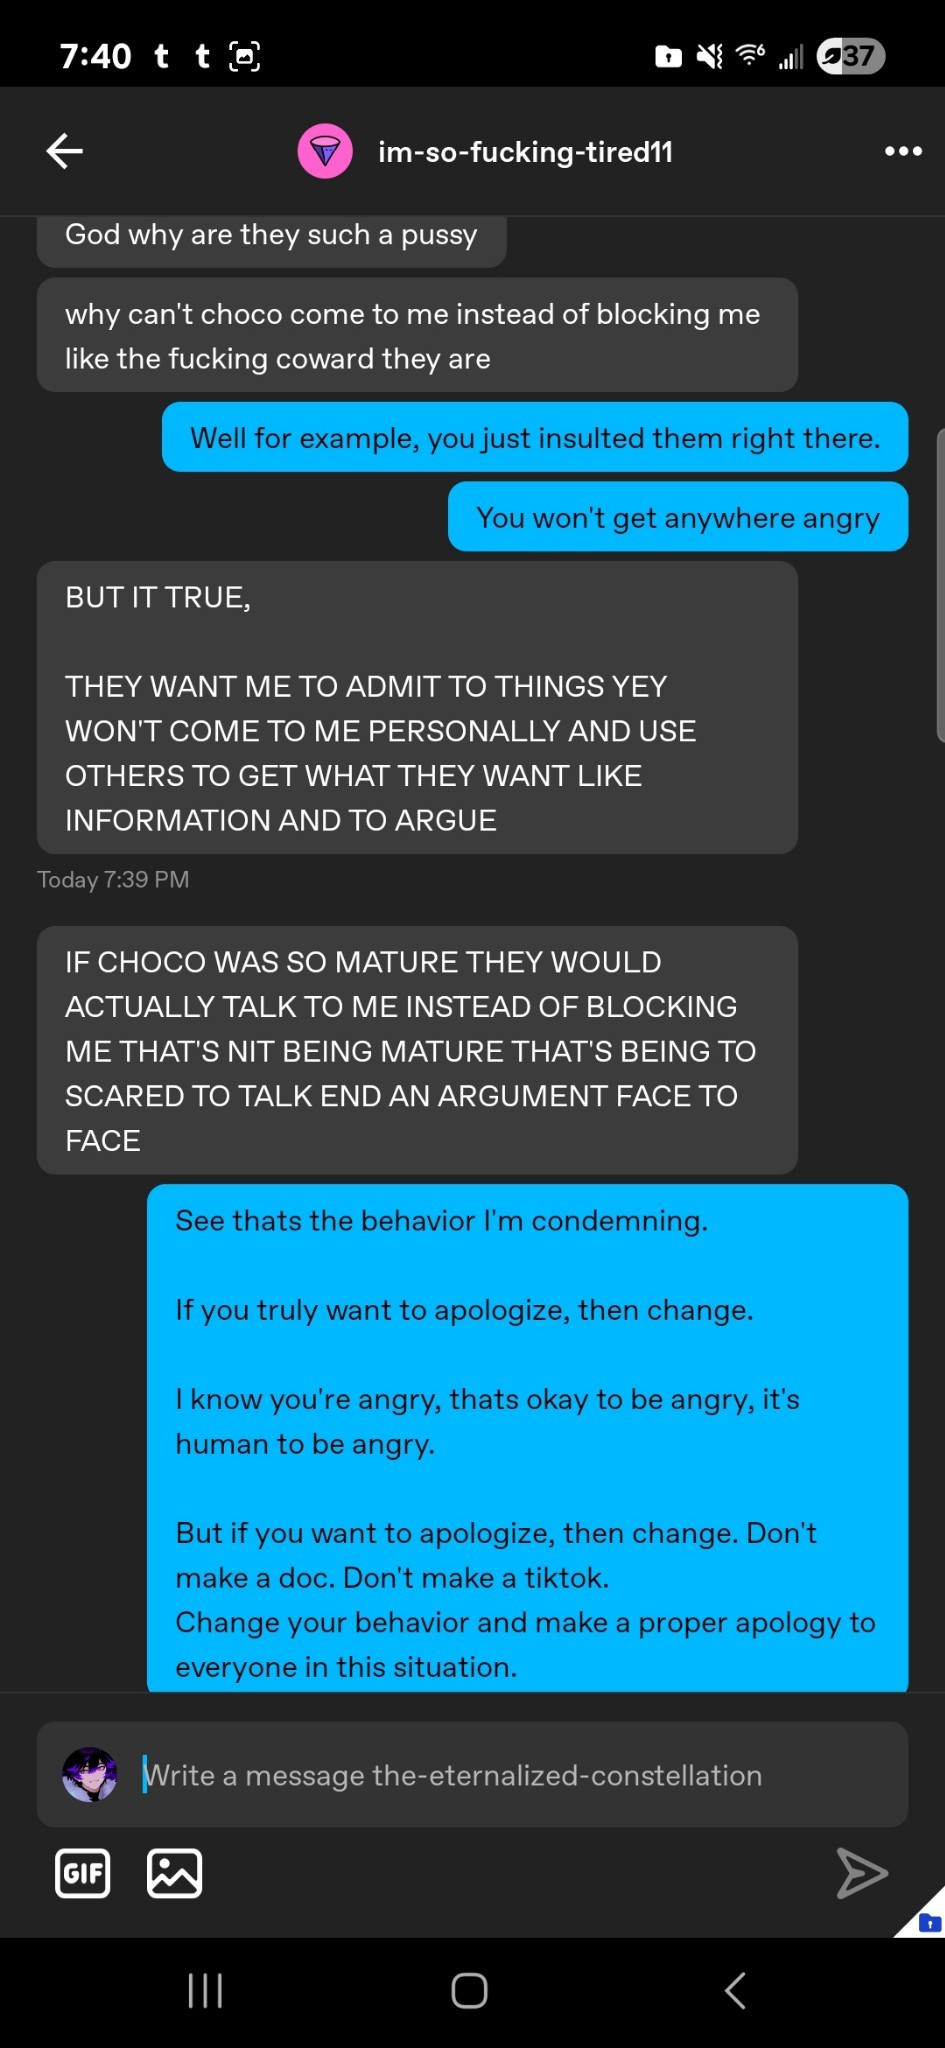 7:40 t t
6 37
im-so-fucking-tired11
God why are they such a pussy
why can't choco come to me instead of blocking me
like the fucking coward they are
Well for example, you just insulted them right there.
You won't get anywhere angry
BUT IT TRUE,
THEY WANT ME TO ADMIT TO THINGS YEY
WON'T COME TO ME PERSONALLY AND USE
OTHERS TO GET WHAT THEY WANT LIKE
INFORMATION AND TO ARGUE
Today 7:39 PM
IF CHOCO WAS SO MATURE THEY WOULD
ACTUALLY TALK TO ME INSTEAD OF BLOCKING
ME THAT'S NIT BEING MATURE THAT'S BEING TO
SCARED TO TALK END AN ARGUMENT FACE TO
FACE
See thats the behavior I'm condemning.
If you truly want to apologize, then change.
I know you're angry, thats okay to be angry, it's
human to be angry.
But if you want to apologize, then change. Don't
make a doc. Don't make a tiktok.
Change your behavior and make a proper apology to
everyone in this situation.
Write a message the-eternalized-constellation
GIF